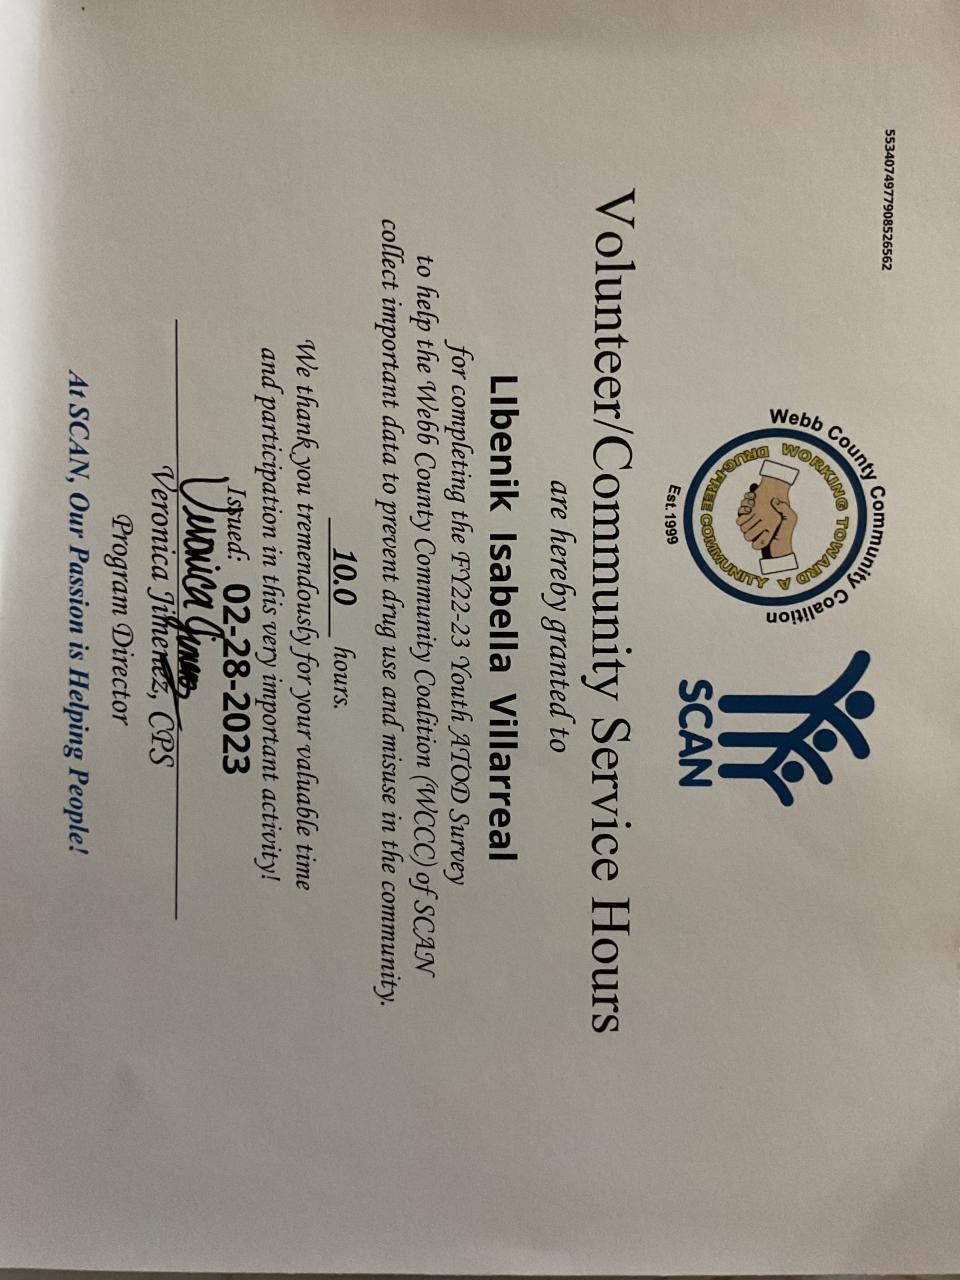 5534074977908526562
Webb County Community Coalition
WORKING TOWARD A
DRUG-FREE COMMUNITY
Est. 1999
SCAN
Volunteer/Community Service Hours
are hereby granted to
LIbenik Isabella Villarreal
for completing the FY22-23 Youth ATOD Survey
to help the Webb County Community Coalition (WCCC) of SCAN
collect important data to prevent drug use and misuse in the community.
10.0 hours.
We thank you tremendously for your valuable time
and participation in this very important activity!
Issued: 02-28-2023
Veronica Jimenez, CPS
Program Director
At SCAN, Our Passion is Helping People!